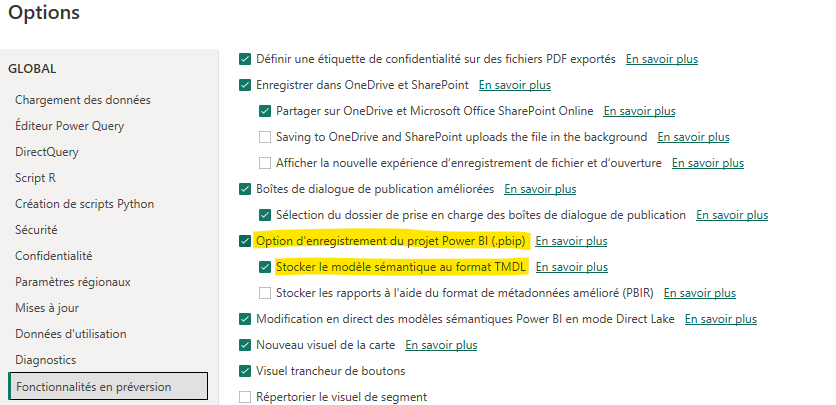 Options
GLOBAL
Chargement des données
Éditeur Power Query
DirectQuery
Script R
Création de scripts Python
Sécurité
Confidentialité
Paramètres régionaux
Mises à jour
Données d'utilisation
Diagnostics
Fonctionnalités en préversion
Définir une étiquette de confidentialité sur des fichiers PDF exportés En savoir plus
Enregistrer dans OneDrive et SharePoint En savoir plus
Partager sur OneDrive et Microsoft Office SharePoint Online En savoir plus
Saving to OneDrive and SharePoint uploads the file in the background En savoir plus
Afficher la nouvelle expérience d'enregistrement de fichier et d'ouverture En savoir plus
Boîtes de dialogue de publication améliorées En savoir plus
Sélection du dossier de prise en charge des boîtes de dialogue de publication En savoir plus
Option d'enregistrement du projet Power BI (.pbip) En savoir plus
Stocker le modèle sémantique au format TMDL En savoir plus
Stocker les rapports à l'aide du format de métadonnées amélioré (PBIR) En savoir plus
Modification en direct des modèles sémantiques Power BI en mode Direct Lake En savoir plus
Nouveau visuel de la carte En savoir plus
Visuel trancheur de boutons
Répertorier le visuel de segment